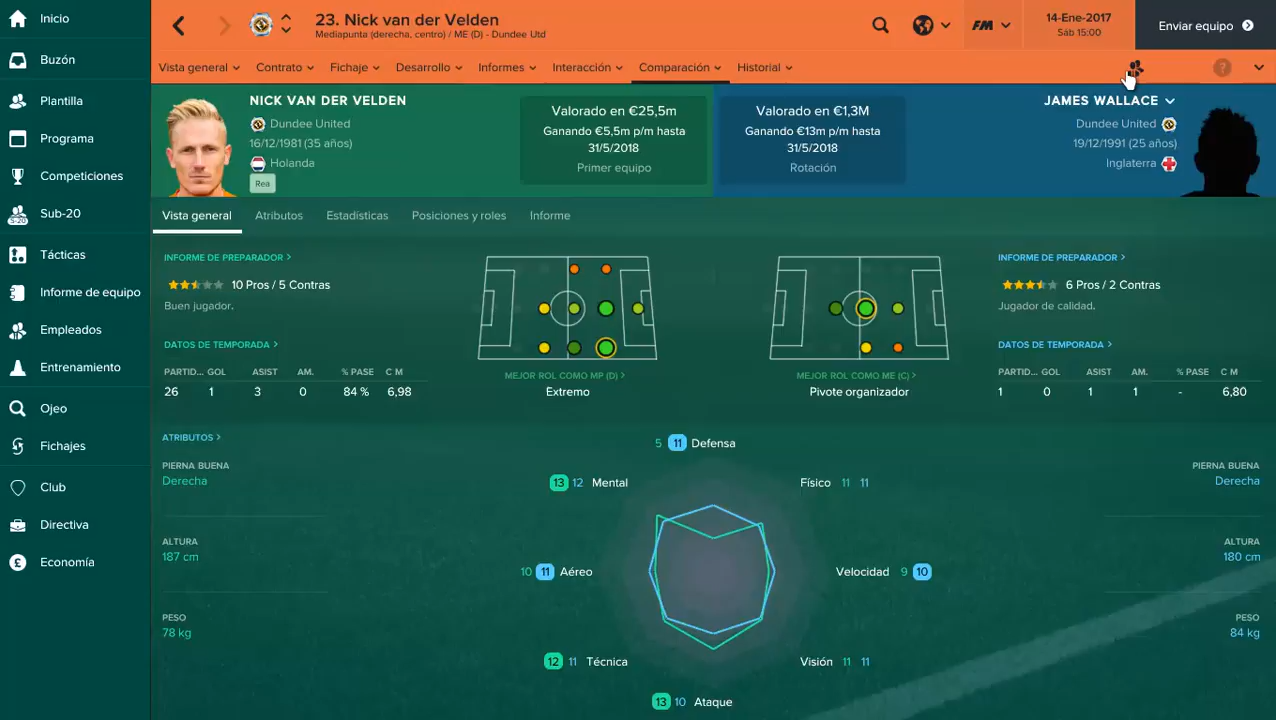 Inicio
Buzón
Plantilla
Programa
Competiciones
Sub-20
Tácticas
Informe de equipo
Empleados
Entrenamiento
Ojeo
Fichajes
Club
Directiva
Economía
23. Nick van der Velden
Mediapunta (derecha, centro) / ME (D) - Dundee Utd
FM
14-Ene-2017
Sáb 15:00
Enviar equipo
Vista general Contrato Fichaje Desarrollo Informes Interacción Comparación Historial
?
NICK VAN DER VELDEN
Dundee United
16/12/1981 (35 años)
Holanda
Rea
Valorado en €25,5m
Ganando €5,5m p/m hasta
31/5/2018
Primer equipo
Valorado en €1,3M
Ganando €13m p/m hasta
31/5/2018
Rotación
JAMES WALLACE
Dundee United
19/12/1991 (25 años)
Inglaterra
Vista general Atributos Estadísticas Posiciones y roles Informe
INFORME DE PREPARADOR >
10 Pros / 5 Contras
Buen jugador.
DATOS DE TEMPORADA >
PARTID... GOL ASIST AM. % PASE C M
26 1 3 0 84 % 6,98
MEJOR ROL COMO MP (D) >
Extremo
MEJOR ROL COMO ME (C) >
Pivote organizador
INFORME DE PREPARADOR >
6 Pros / 2 Contras
Jugador de calidad.
DATOS DE TEMPORADA >
PARTID... GOL ASIST AM. % PASE C M
1 0 1 1 - 6,80
ATRIBUTOS >
PIERNA BUENA
Derecha
ALTURA
187 cm
PESO
78 kg
5 11 Defensa
13 12 Mental
Físico 11 11
10 11 Aéreo
Velocidad 9 10
12 11 Técnica
Visión 11 11
13 10 Ataque
PIERNA BUENA
Derecha
ALTURA
180 cm
PESO
84 kg